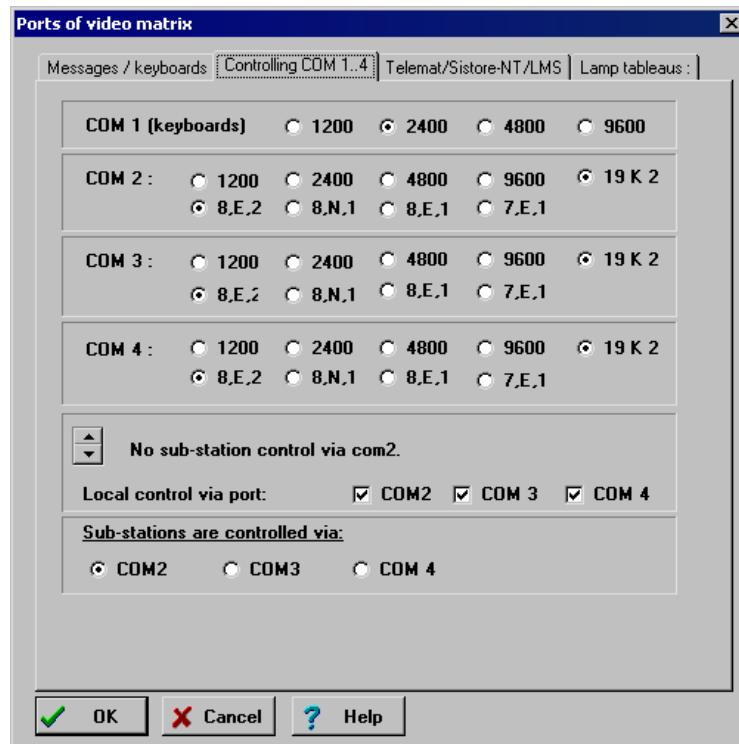 Ports of video matrix
Messages / keyboards Controlling COM 1..4 Telemat/Sistore-NT/LMS Lamp tableaus :
COM 1 (keyboards) 1200 2400 4800 9600
COM 2 : 1200 2400 4800 9600 19 K 2
8,E,2 8,N,1 8,E,1 7,E,1
COM 3 : 1200 2400 4800 9600 19 K 2
8,E,2 8,N,1 8,E,1 7,E,1
COM 4 : 1200 2400 4800 9600 19 K 2
8,E,2 8,N,1 8,E,1 7,E,1
No sub-station control via com2.
Local control via port: COM2 COM 3 COM 4
Sub-stations are controlled via:
COM2 COM3 COM 4
OK Cancel ? Help